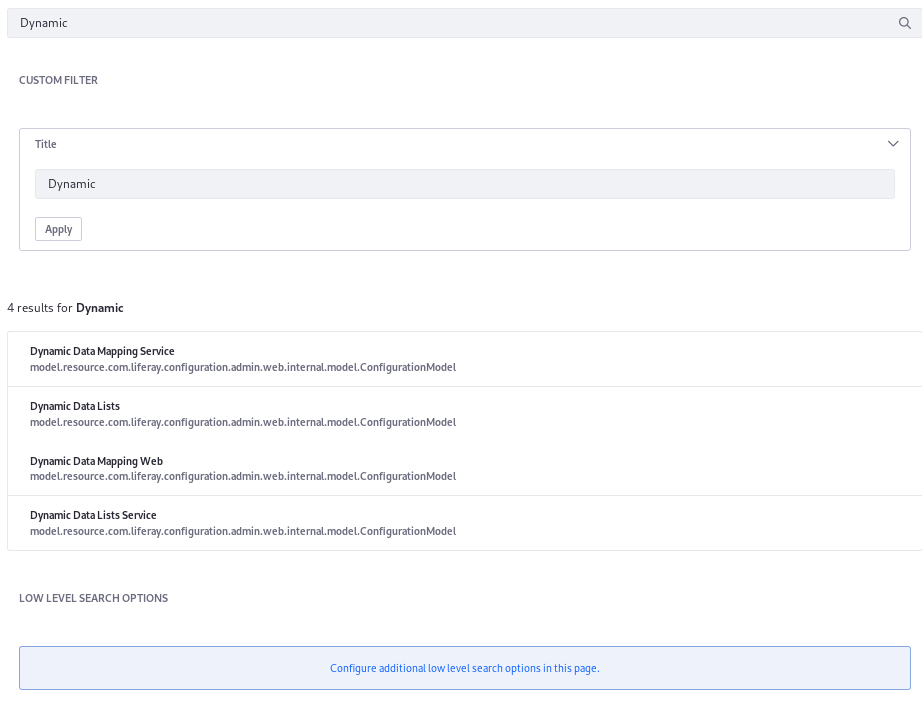 Dynamic
CUSTOM FILTER
Title
Dynamic
Apply
4 results for Dynamic
Dynamic Data Mapping Service
model.resource.com.liferay.configuration.admin.web.internal.model.ConfigurationModel
Dynamic Data Lists
model.resource.com.liferay.configuration.admin.web.internal.model.ConfigurationModel
Dynamic Data Mapping Web
model.resource.com.liferay.configuration.admin.web.internal.model.ConfigurationModel
Dynamic Data Lists Service
model.resource.com.liferay.configuration.admin.web.internal.model.ConfigurationModel
LOW LEVEL SEARCH OPTIONS
Configure additional low level search options in this page.